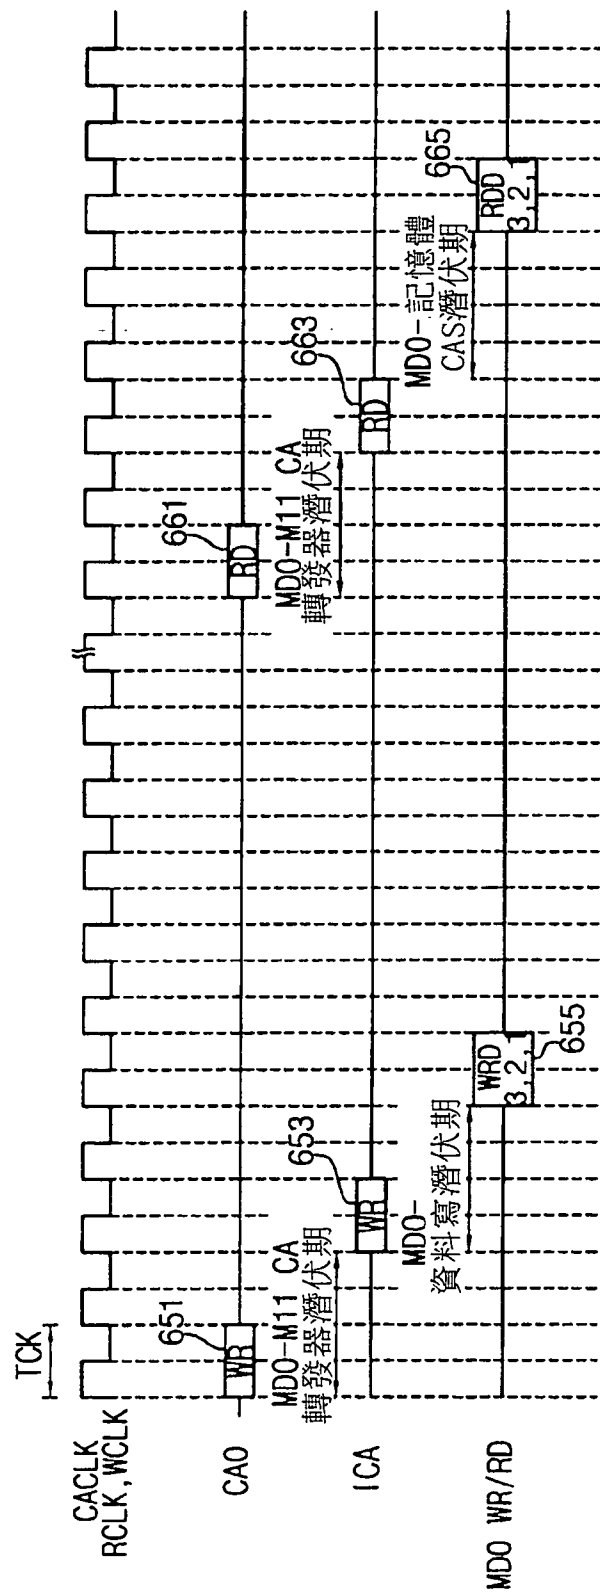 TCK
CACLK
RCLK, WCLK
CA0
651
WR
MD0-M11 CA
轉發器潛伏期
661
RD
MD0-M11 CA
轉發器潛伏期
ICA
653
WR
MD0-
資料寫潛伏期
663
RD
MD0-記憶體
CAS潛伏期
MD0 WR/RD
WRD
3,2,1
655
RDD
3,2,1
665